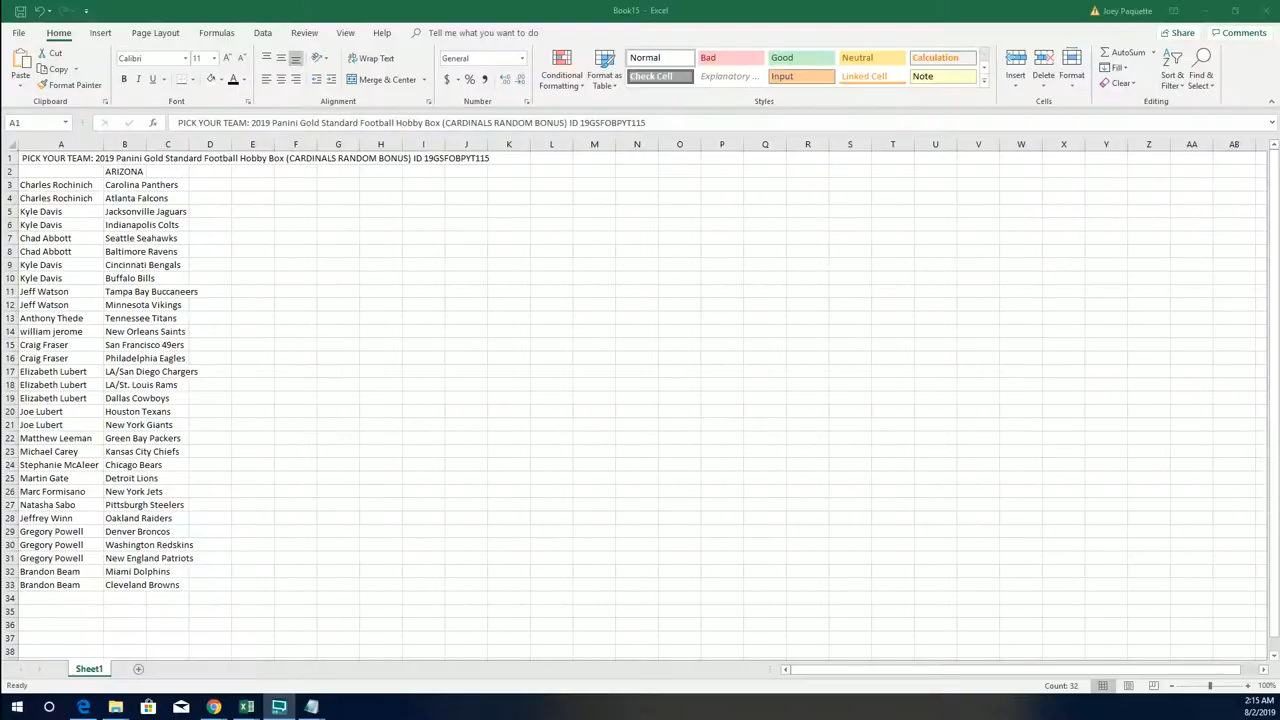 Book15 - Excel
Joey Paquette
File Home Insert Page Layout Formulas Data Review View Help Tell me what you want to do Share Comments
Paste Cut Copy Format Painter Clipboard
Calibri 11 Font
Wrap Text Merge & Center Alignment
General Number
Conditional Formatting Format as Table
Normal Bad Good Neutral Calculation
Check Cell Explanatory ... Input Linked Cell Note
Styles
Insert Delete Format Cells
AutoSum Fill Clear Sort & Filter Find & Select Editing
A1 PICK YOUR TEAM: 2019 Panini Gold Standard Football Hobby Box (CARDINALS RANDOM BONUS) ID 19GSFOBPYT115
A B C D E F G H I J K L M N O P Q R S T U V W X Y Z AA AB
1 PICK YOUR TEAM: 2019 Panini Gold Standard Football Hobby Box (CARDINALS RANDOM BONUS) ID 19GSFOBPYT115
2 ARIZONA
3 Charles Rochinich Carolina Panthers
4 Charles Rochinich Atlanta Falcons
5 Kyle Davis Jacksonville Jaguars
6 Kyle Davis Indianapolis Colts
7 Chad Abbott Seattle Seahawks
8 Chad Abbott Baltimore Ravens
9 Kyle Davis Cincinnati Bengals
10 Kyle Davis Buffalo Bills
11 Jeff Watson Tampa Bay Buccaneers
12 Jeff Watson Minnesota Vikings
13 Anthony Thede Tennessee Titans
14 william jerome New Orleans Saints
15 Craig Fraser San Francisco 49ers
16 Craig Fraser Philadelphia Eagles
17 Elizabeth Lubert LA/San Diego Chargers
18 Elizabeth Lubert LA/St. Louis Rams
19 Elizabeth Lubert Dallas Cowboys
20 Joe Lubert Houston Texans
21 Joe Lubert New York Giants
22 Matthew Leeman Green Bay Packers
23 Michael Carey Kansas City Chiefs
24 Stephanie McAleer Chicago Bears
25 Martin Gate Detroit Lions
26 Marc Formisano New York Jets
27 Natasha Sabo Pittsburgh Steelers
28 Jeffrey Winn Oakland Raiders
29 Gregory Powell Denver Broncos
30 Gregory Powell Washington Redskins
31 Gregory Powell New England Patriots
32 Brandon Beam Miami Dolphins
33 Brandon Beam Cleveland Browns
34
35
36
37
38
Sheet1
Ready Count: 32 100%
2:15 AM
8/2/2019